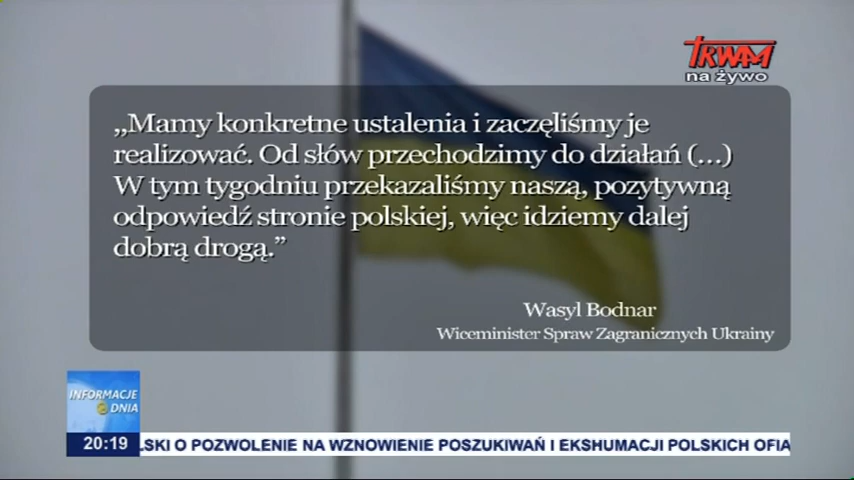 TRWAM
na żywo
„Mamy konkretne ustalenia i zaczęliśmy je
realizować. Od słów przechodzimy do działań (...)
W tym tygodniu przekazaliśmy naszą, pozytywną
odpowiedź stronie polskiej, więc idziemy dalej
dobrą drogą.”
Wasyl Bodnar
Wiceminister Spraw Zagranicznych Ukrainy
INFORMACJE
DNIA
20:19
LSKI O POZWOLENIE NA WZNOWIENIE POSZUKIWAŃ I EKSHUMACJI POLSKICH OFIA